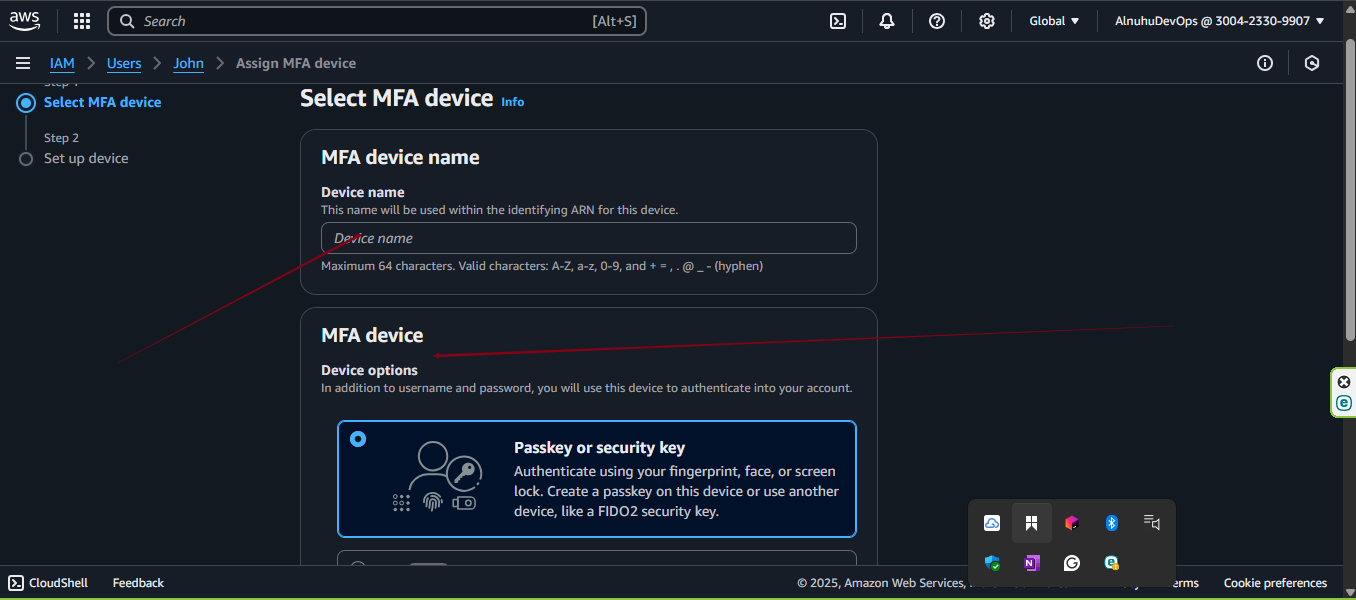 aws
Search
[Alt+S]
Global
AlnuhuDevOps @ 3004-2330-9907
IAM
Users
John
Assign MFA device
Select MFA device
Step 2
Set up device
Select MFA device
Info
MFA device name
Device name
This name will be used within the identifying ARN for this device.
Device name
Maximum 64 characters. Valid characters: A-Z, a-z, 0-9, and + = , . @ _ - (hyphen)
MFA device
Device options
In addition to username and password, you will use this device to authenticate into your account.
Passkey or security key
Authenticate using your fingerprint, face, or screen
lock. Create a passkey on this device or use another
device, like a FIDO2 security key.
CloudShell
Feedback
© 2025, Amazon Web Services,
Cookie preferences